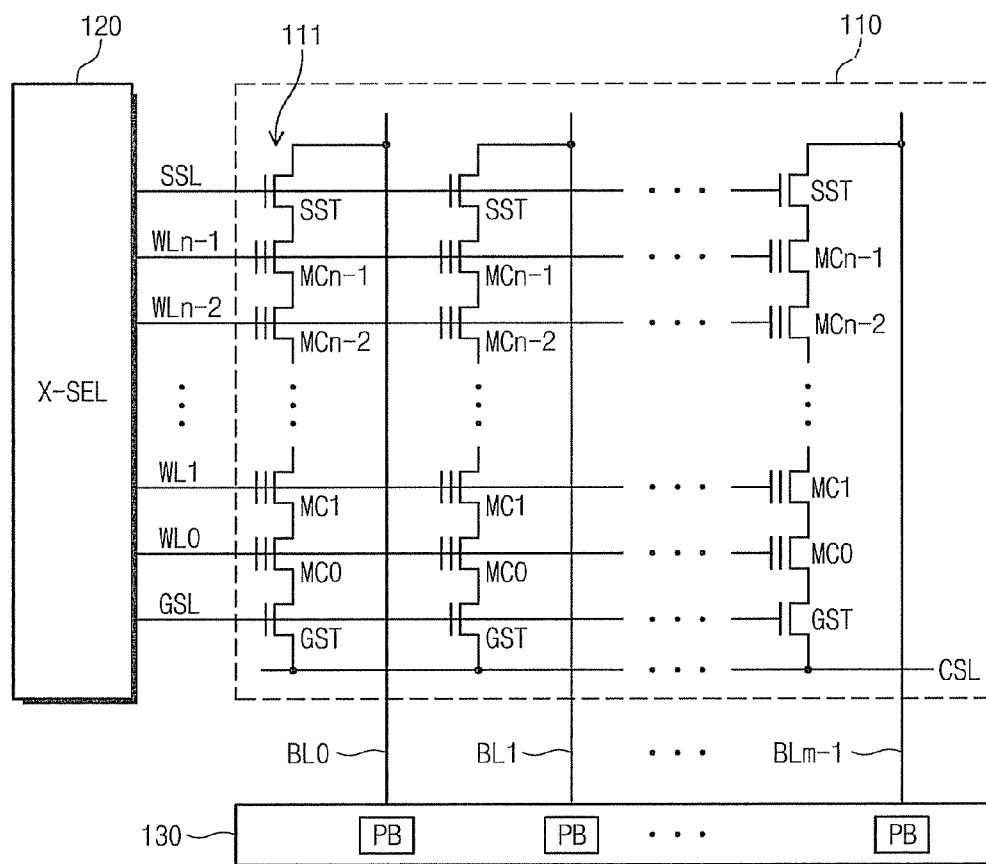 120
111
110
SSL
SST SST SST
WLn-1
MCn-1 MCn-1 MCn-1
WLn-2
MCn-2 MCn-2 MCn-2
X-SEL
WL1
MC1 MC1 MC1
WL0
MC0 MC0 MC0
GSL
GST GST GST
CSL
BL0 BL1 BLm-1
130
PB PB PB